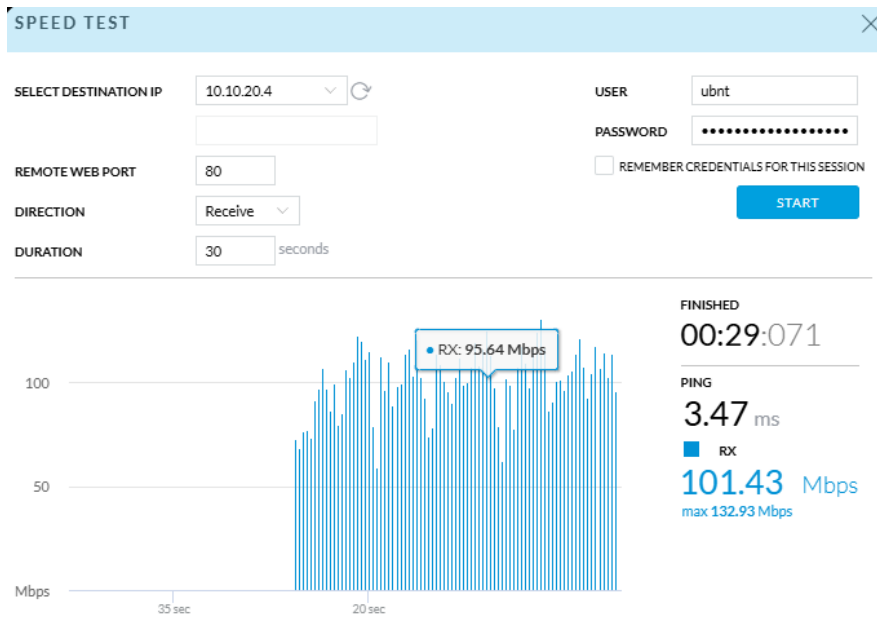 SPEED TEST
SELECT DESTINATION IP
10.10.20.4
REMOTE WEB PORT
80
DIRECTION
Receive
DURATION
30
seconds
USER
ubnt
PASSWORD
••••••••••••••••••
REMEMBER CREDENTIALS FOR THIS SESSION
START
RX: 95.64 Mbps
100
50
Mbps
35 sec
20 sec
FINISHED
00:29:071
PING
3.47 ms
RX
101.43 Mbps
max 132.93 Mbps